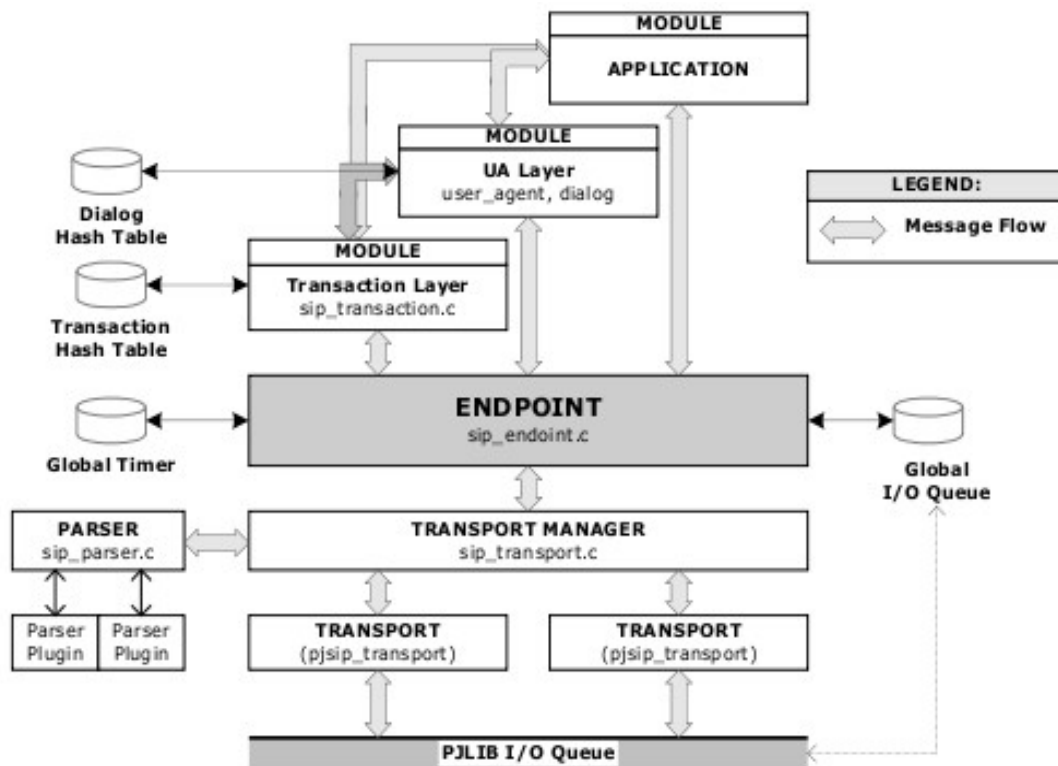 MODULE
APPLICATION
MODULE
UA Layer
user_agent, dialog
LEGEND:
Message Flow
Dialog
Hash Table
MODULE
Transaction Layer
sip_transaction.c
Transaction
Hash Table
ENDPOINT
sip_endoint.c
Global Timer
Global
I/O Queue
PARSER
sip_parser.c
TRANSPORT MANAGER
sip_transport.c
Parser
Plugin
Parser
Plugin
TRANSPORT
(pjsip_transport)
TRANSPORT
(pjsip_transport)
PJLIB I/O Queue